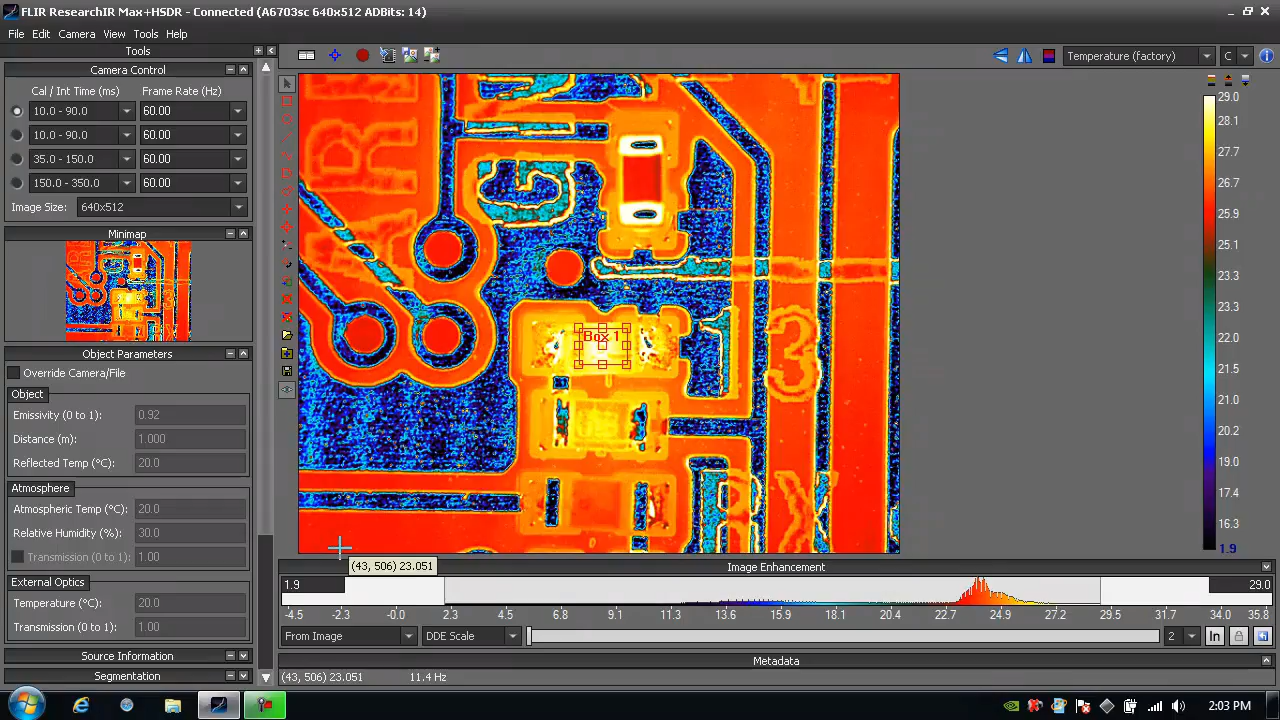 FLIR ResearchIR Max+HSDR - Connected (A6703sc 640x512 ADBits: 14)
File Edit Camera View Tools Help
Tools
Temperature (factory) C
Camera Control
Cal / Int Time (ms) Frame Rate (Hz)
10.0 - 90.0 60.00
10.0 - 90.0 60.00
35.0 - 150.0 60.00
150.0 - 350.0 60.00
Image Size: 640x512
Minimap
Object Parameters
Override Camera/File
Object
Emissivity (0 to 1): 0.92
Distance (m): 1.000
Reflected Temp (°C): 20.0
Atmosphere
Atmospheric Temp (°C): 20.0
Relative Humidity (%): 30.0
Transmission (0 to 1): 1.00
External Optics
Temperature (°C): 20.0
Transmission (0 to 1): 1.00
Source Information
Segmentation
Box 1
13
RX
29.0
28.1
27.7
26.7
25.9
25.1
23.3
22.3
21.5
21.0
20.2
19.0
17.4
16.3
1.9
(43, 506) 23.051
Image Enhancement
1.9 29.0
-4.5 -2.3 -0.0 2.3 4.5 6.8 9.1 11.3 13.6 15.9 18.1 20.4 22.7 24.9 27.2 29.5 31.7 34.0 35.8
From Image DDE Scale 2 In
Metadata
(43, 506) 23.051 11.4 Hz
2:03 PM